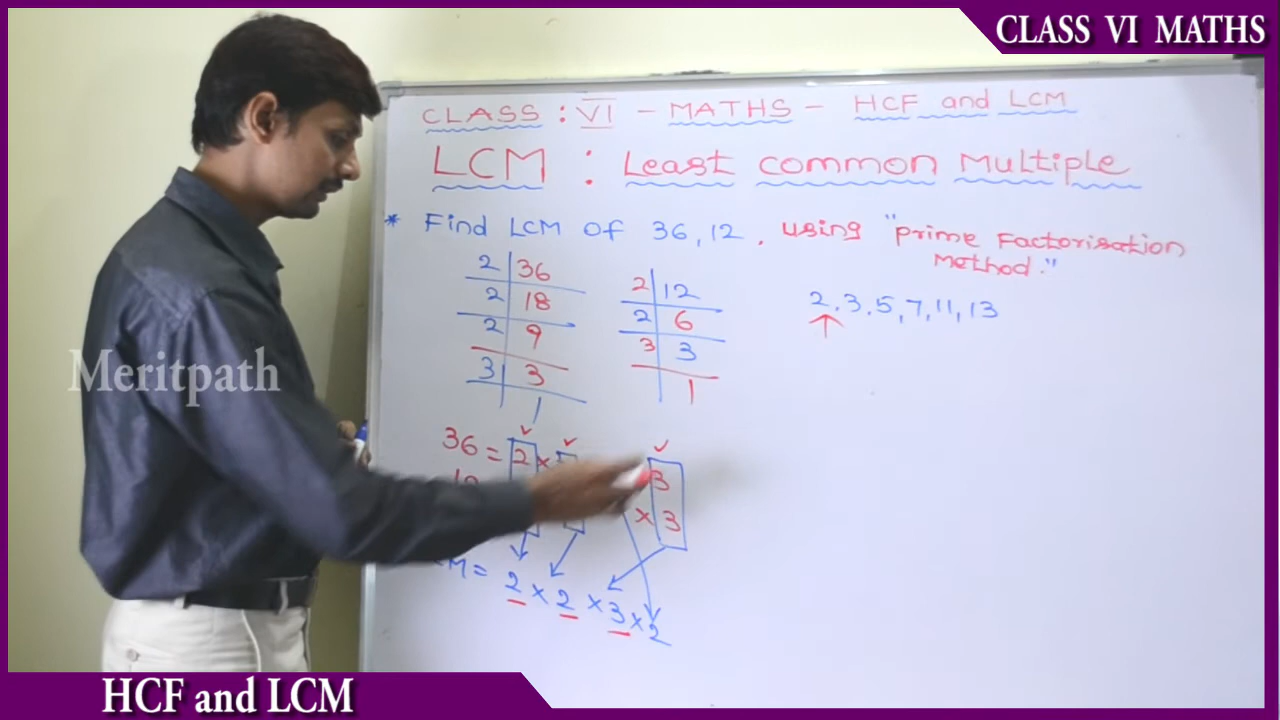 CLASS VI MATHS
CLASS : VI - MATHS - HCF and LCM
LCM : Least common Multiple
* Find LCM of 36, 12, using "prime Factorisation
Method."
2 | 36
2 | 18
2 | 9
3 | 3
1
2 | 12
2 | 6
3 | 3
1
2, 3, 5, 7, 11, 13
Meritpath
36 = 2 ×
3
× 3
M = 2 × 2 × 3 × 2
HCF and LCM